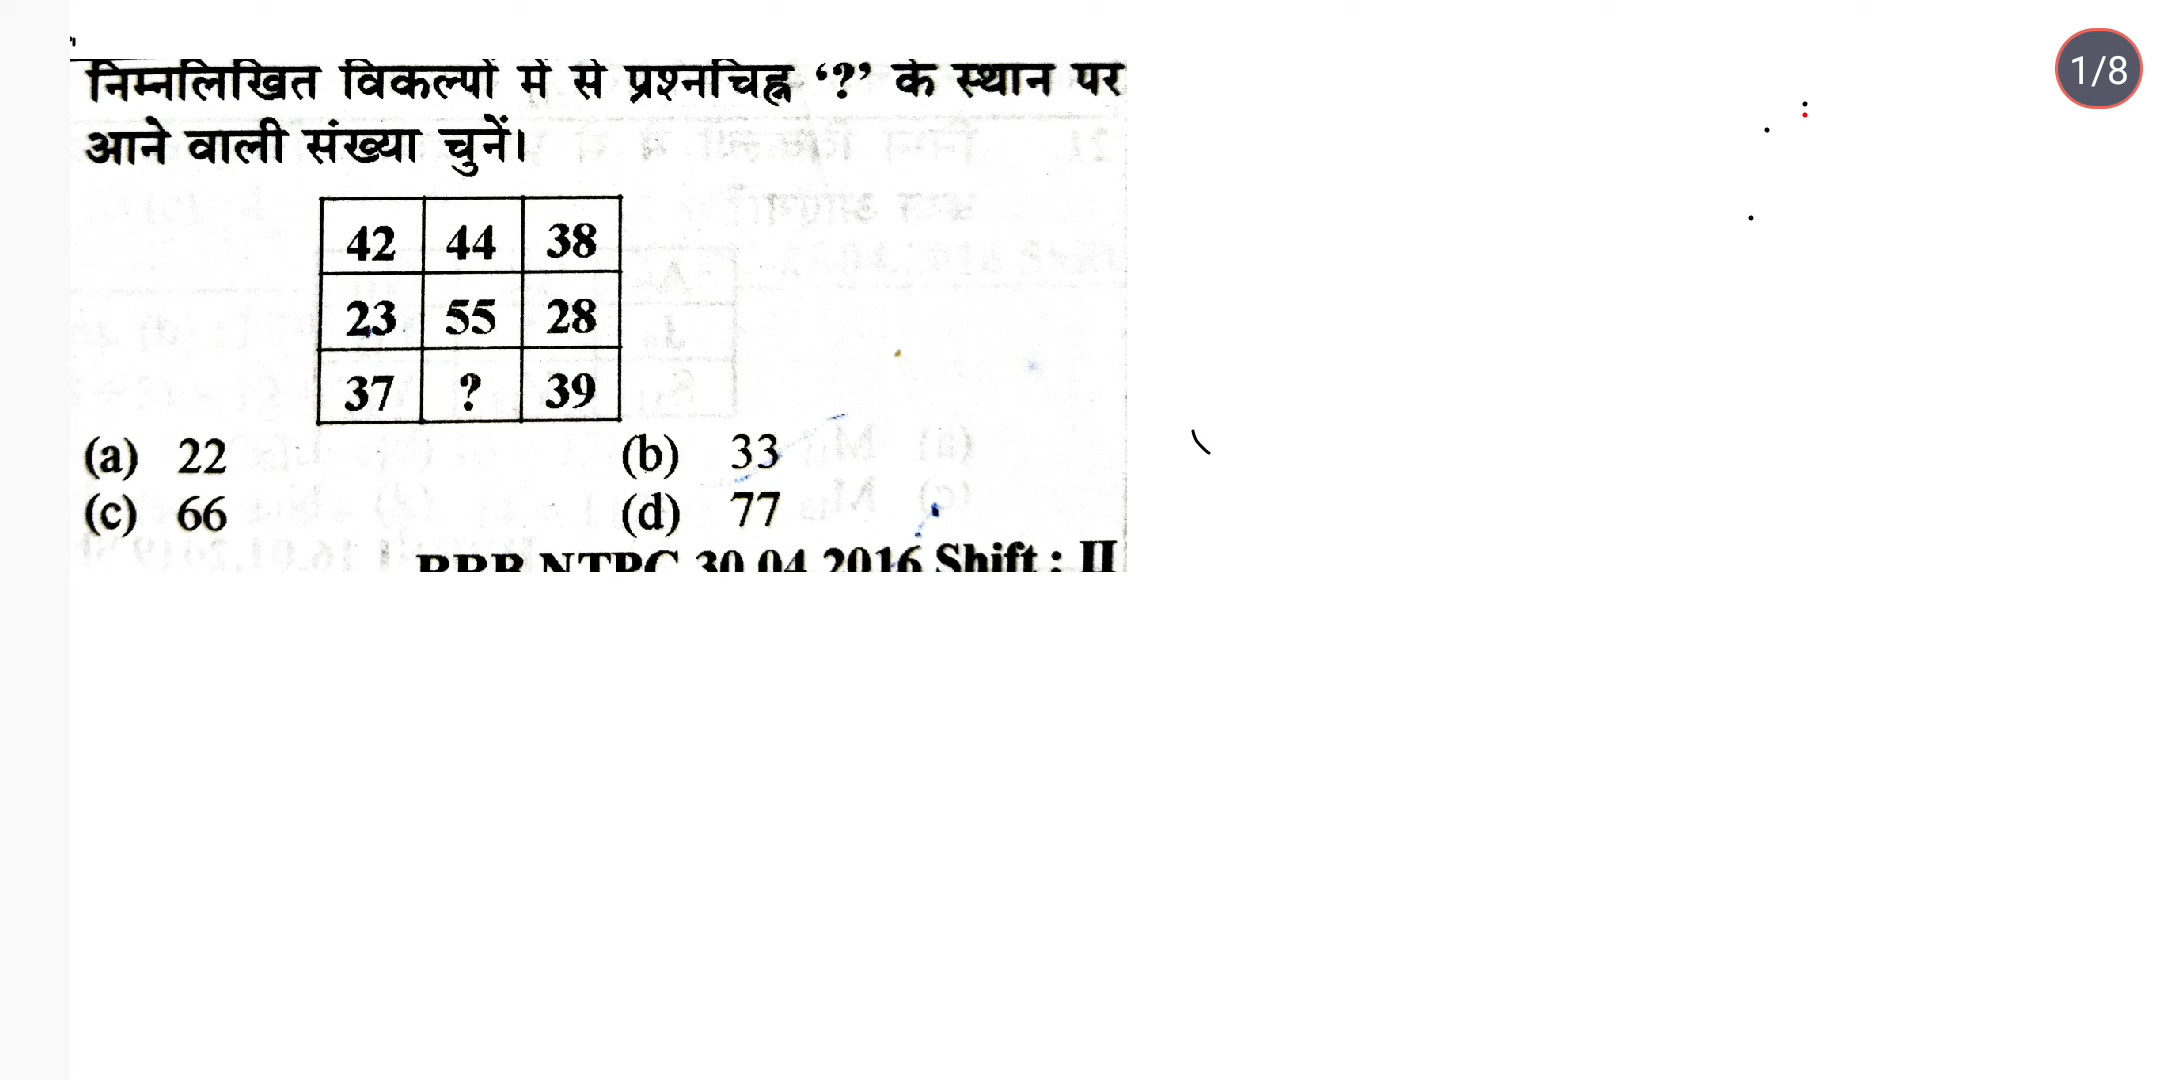 निम्नलिखित विकल्पों में से प्रश्नचिह्न ‘?’ के स्थान पर
आने वाली संख्या चुनें।
42 44 38
23 55 28
37 ? 39
(a) 22 (b) 33
(c) 66 (d) 77
RRB NTPC 30.04.2016 Shift : II
1/8